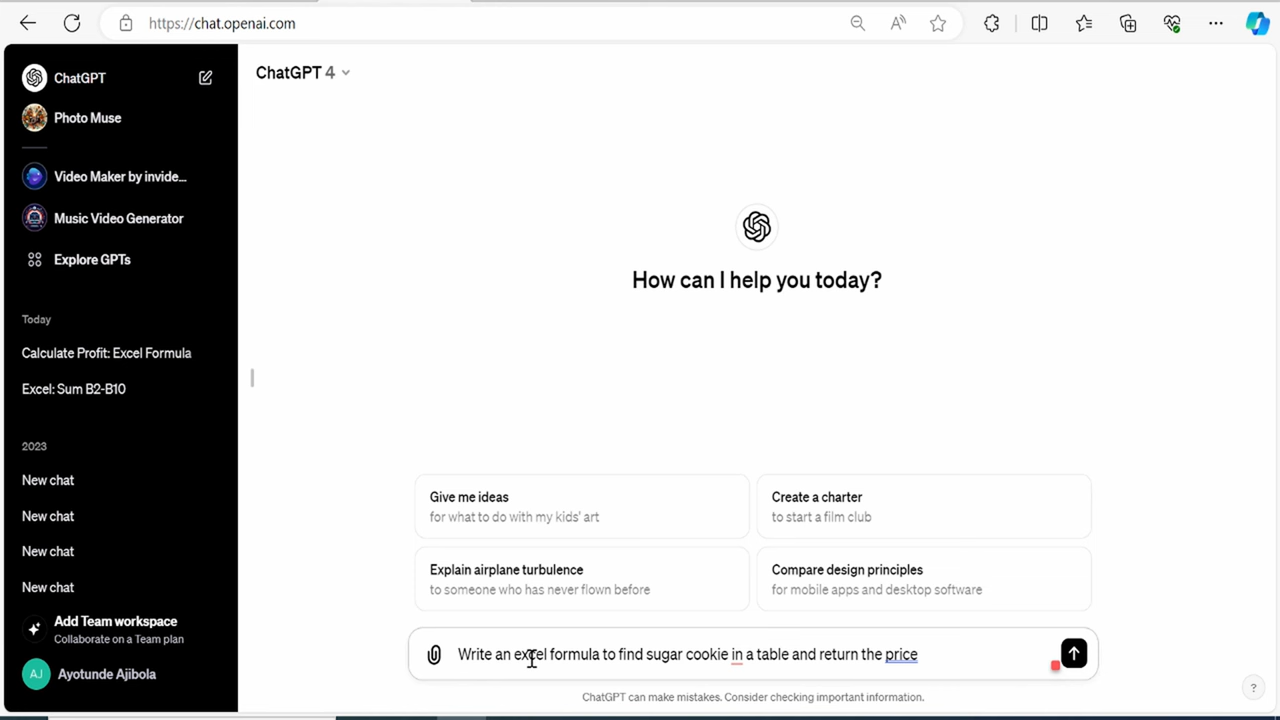 https://chat.openai.com
ChatGPT
Photo Muse
Video Maker by invide...
Music Video Generator
Explore GPTs
Today
Calculate Profit: Excel Formula
Excel: Sum B2-B10
2023
New chat
New chat
New chat
New chat
Add Team workspace
Collaborate on a Team plan
AJ Ayotunde Ajibola
ChatGPT 4
How can I help you today?
Give me ideas
for what to do with my kids' art
Create a charter
to start a film club
Explain airplane turbulence
to someone who has never flown before
Compare design principles
for mobile apps and desktop software
Write an excel formula to find sugar cookie in a table and return the price
ChatGPT can make mistakes. Consider checking important information.
?